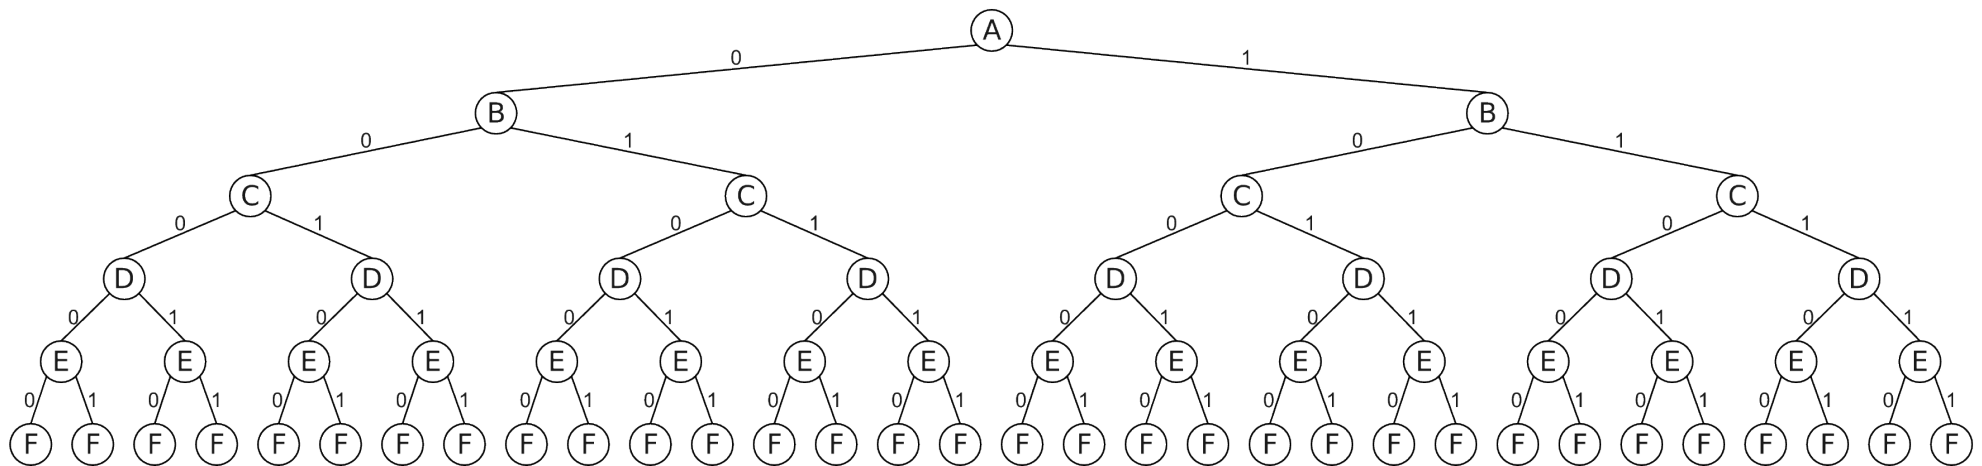 A
0 1
B B
0 1 0 1
C C C C
0 1 0 1 0 1 0 1
D D D D D D D D
0 1 0 1 0 1 0 1 0 1 0 1 0 1 0 1
E E E E E E E E E E E E E E E E
0 1 0 1 0 1 0 1 0 1 0 1 0 1 0 1 0 1 0 1 0 1 0 1 0 1 0 1 0 1 0 1
F F F F F F F F F F F F F F F F F F F F F F F F F F F F F F F F